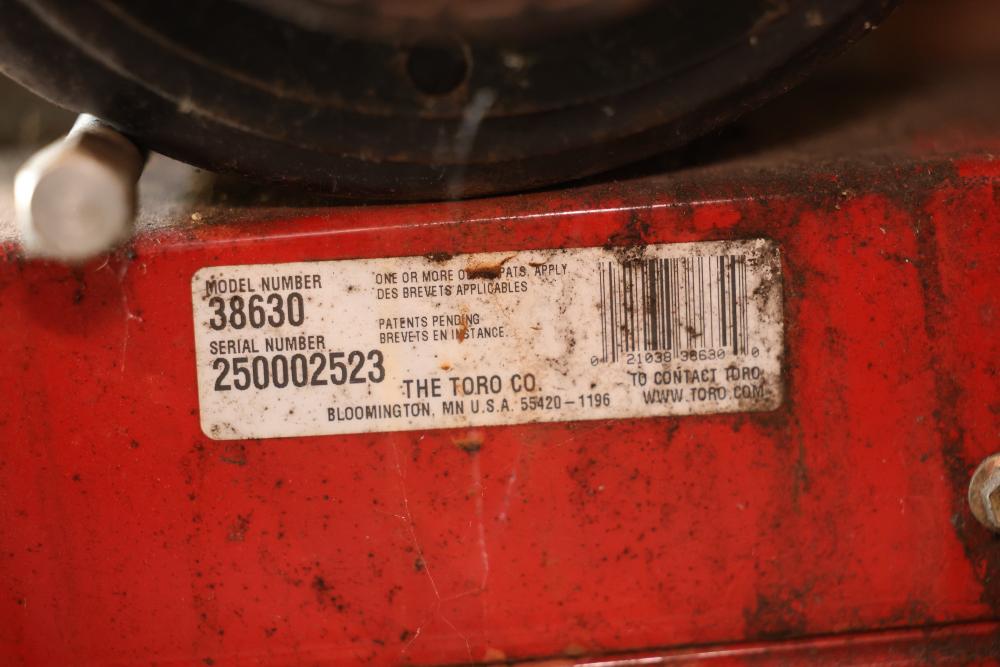 MODEL NUMBER
38630
SERIAL NUMBER
250002523
ONE OR MORE PATS. APPLY
DES BREVETS APPLICABLES
PATENTS PENDING
BREVETS EN INSTANCE.
THE TORO CO.
BLOOMINGTON, MN U.S.A. 55420-1196
0 21038 38630 0
TO CONTACT TORO
WWW.TORO.COM